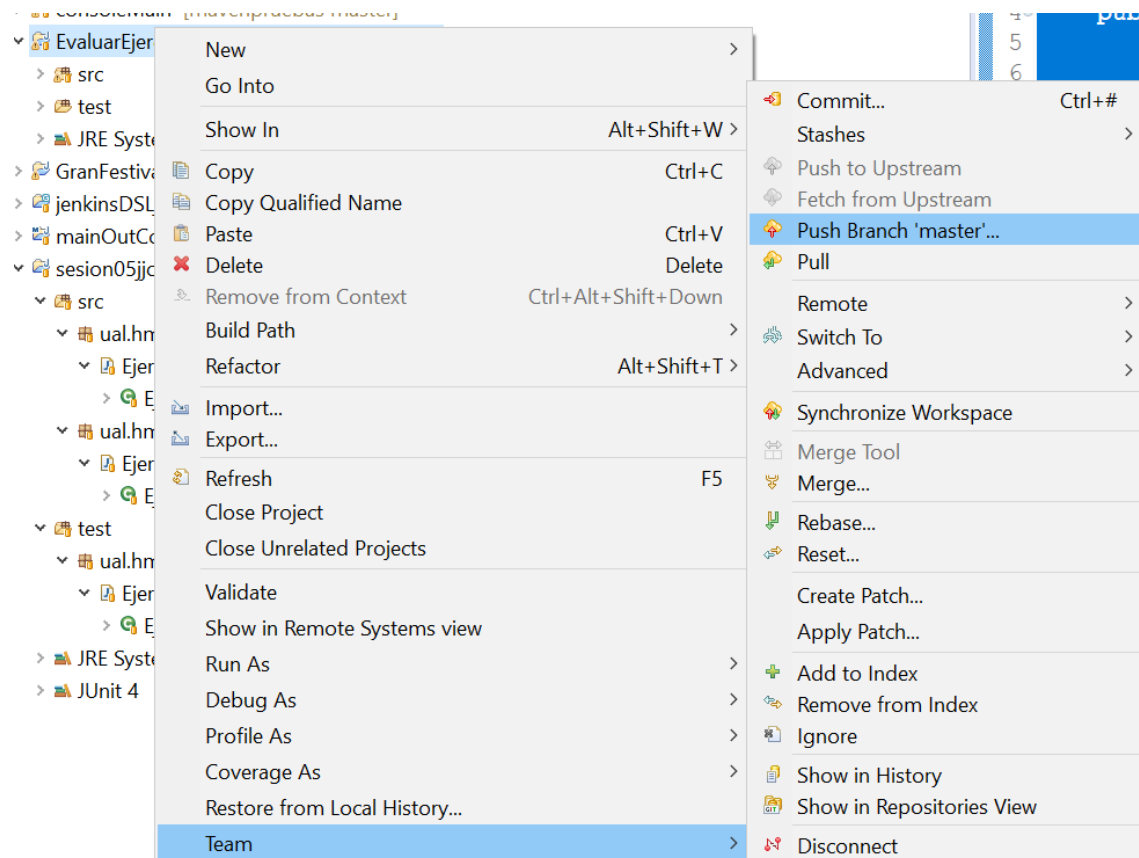 consoleMain [mavenpruebas master]
EvaluarEjer
src
test
JRE Syste
GranFestiva
jenkinsDSL
mainOutCo
sesion05jjc
src
ual.hm
Ejer
E
ual.hm
Ejer
E
test
ual.hm
Ejer
E
JRE Syste
JUnit 4
New
Go Into
Show In Alt+Shift+W
Copy Ctrl+C
Copy Qualified Name
Paste Ctrl+V
Delete Delete
Remove from Context Ctrl+Alt+Shift+Down
Build Path
Refactor Alt+Shift+T
Import...
Export...
Refresh F5
Close Project
Close Unrelated Projects
Validate
Show in Remote Systems view
Run As
Debug As
Profile As
Coverage As
Restore from Local History...
Team
4 pub
5
6
Commit... Ctrl+#
Stashes
Push to Upstream
Fetch from Upstream
Push Branch 'master'...
Pull
Remote
Switch To
Advanced
Synchronize Workspace
Merge Tool
Merge...
Rebase...
Reset...
Create Patch...
Apply Patch...
Add to Index
Remove from Index
Ignore
Show in History
Show in Repositories View
Disconnect